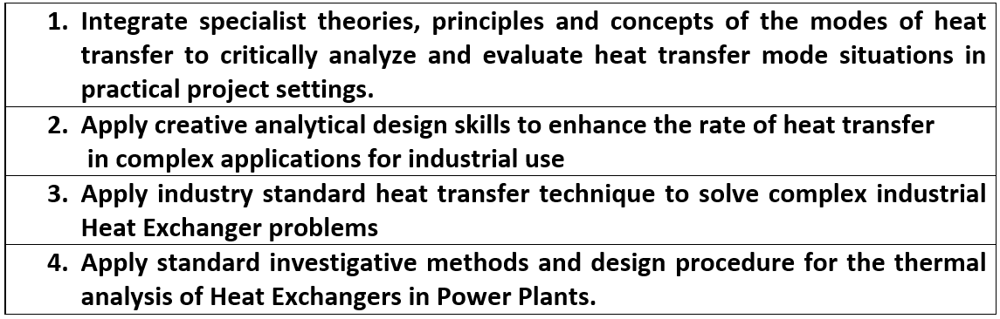 1. Integrate specialist theories, principles and concepts of the modes of heat
transfer to critically analyze and evaluate heat transfer mode situations in
practical project settings.
2. Apply creative analytical design skills to enhance the rate of heat transfer
in complex applications for industrial use
3. Apply industry standard heat transfer technique to solve complex industrial
Heat Exchanger problems
4. Apply standard investigative methods and design procedure for the thermal
analysis of Heat Exchangers in Power Plants.